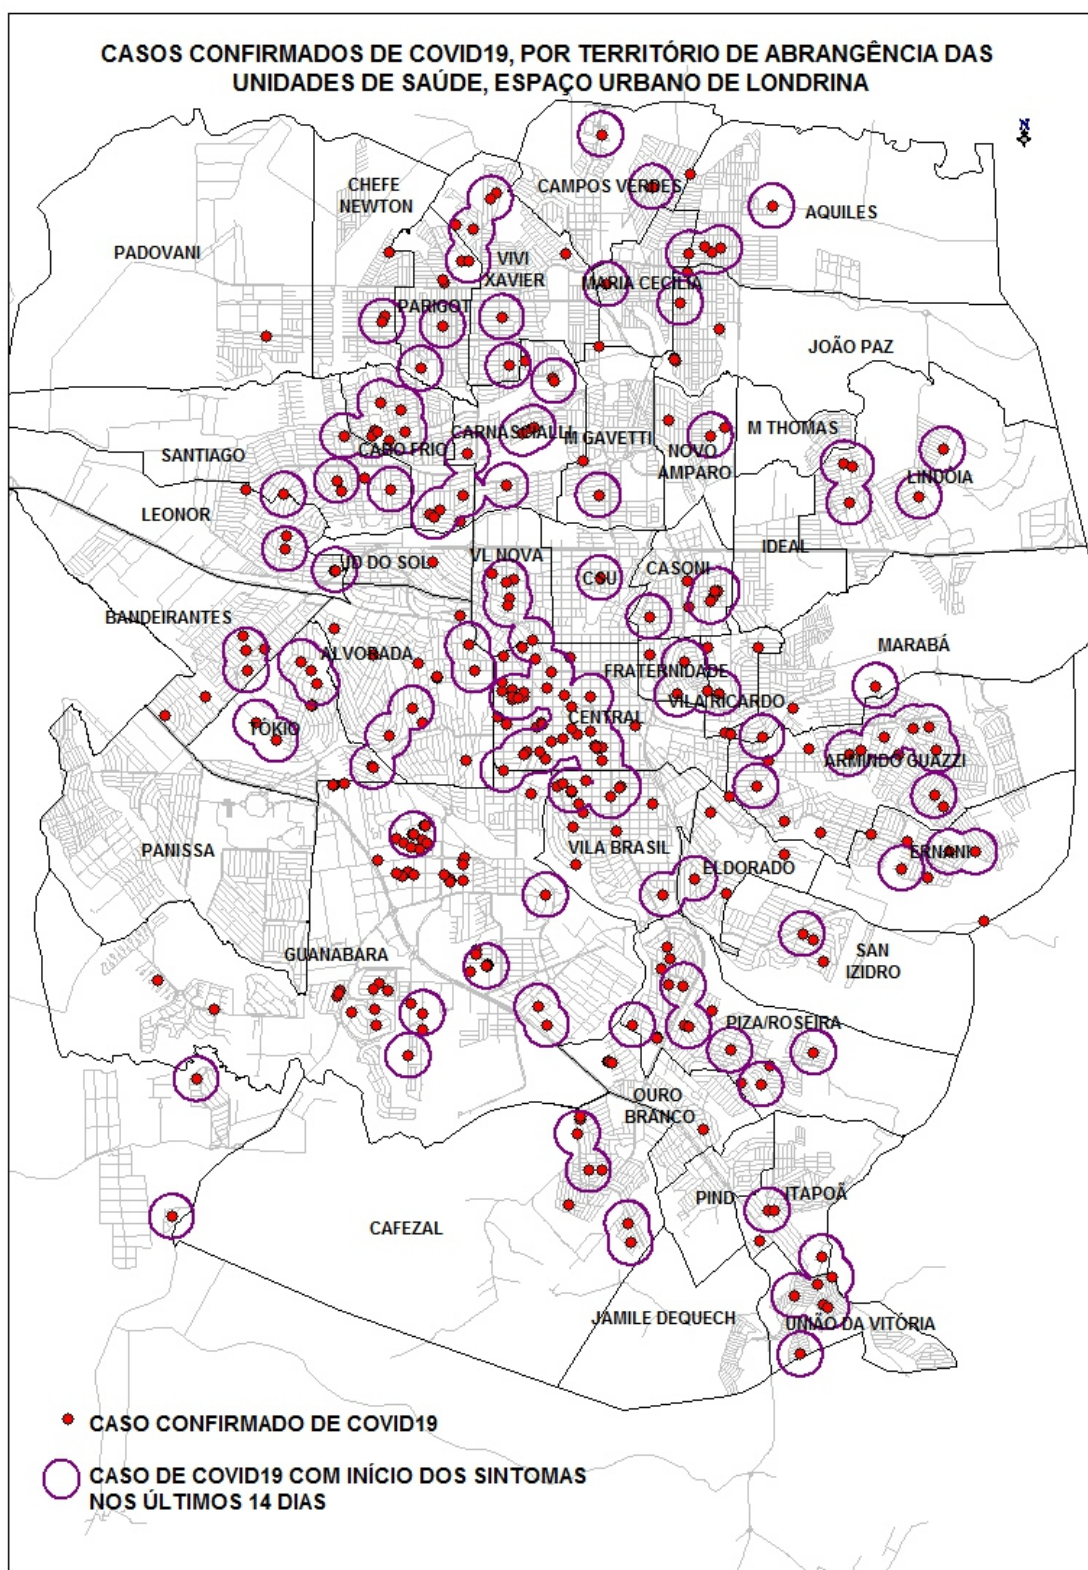 CASOS CONFIRMADOS DE COVID19, POR TERRITÓRIO DE ABRANGÊNCIA DAS
UNIDADES DE SAÚDE, ESPAÇO URBANO DE LONDRINA
N
CHEFE
NEWTON
CAMPOS VERDES
AQUILES
PADOVANI
VIVI
XAVIER
MARIA CECÍLIA
PARIGOT
JOÃO PAZ
SANTIAGO
CABO FRIO
CARNASCIALLI
M GAVETTI
NOVO
AMPARO
M THOMAS
LINDÓIA
LEONOR
JD DO SOL
VL NOVA
CSU
CASONI
IDEAL
BANDEIRANTES
ALVORADA
FRATERNIDADE
MARABÁ
TÓKIO
CENTRAL
VILA RICARDO
ARMINDO GUAZZI
PANISSA
VILA BRASIL
ELDORADO
ERNANI
GUANABARA
SAN
IZIDRO
PIZA/ROSEIRA
OURO
BRANCO
CAFEZAL
PIND
ITAPOÃ
JAMILE DEQUECH
UNIÃO DA VITÓRIA
CASO CONFIRMADO DE COVID19
CASO DE COVID19 COM INÍCIO DOS SINTOMAS
NOS ÚLTIMOS 14 DIAS